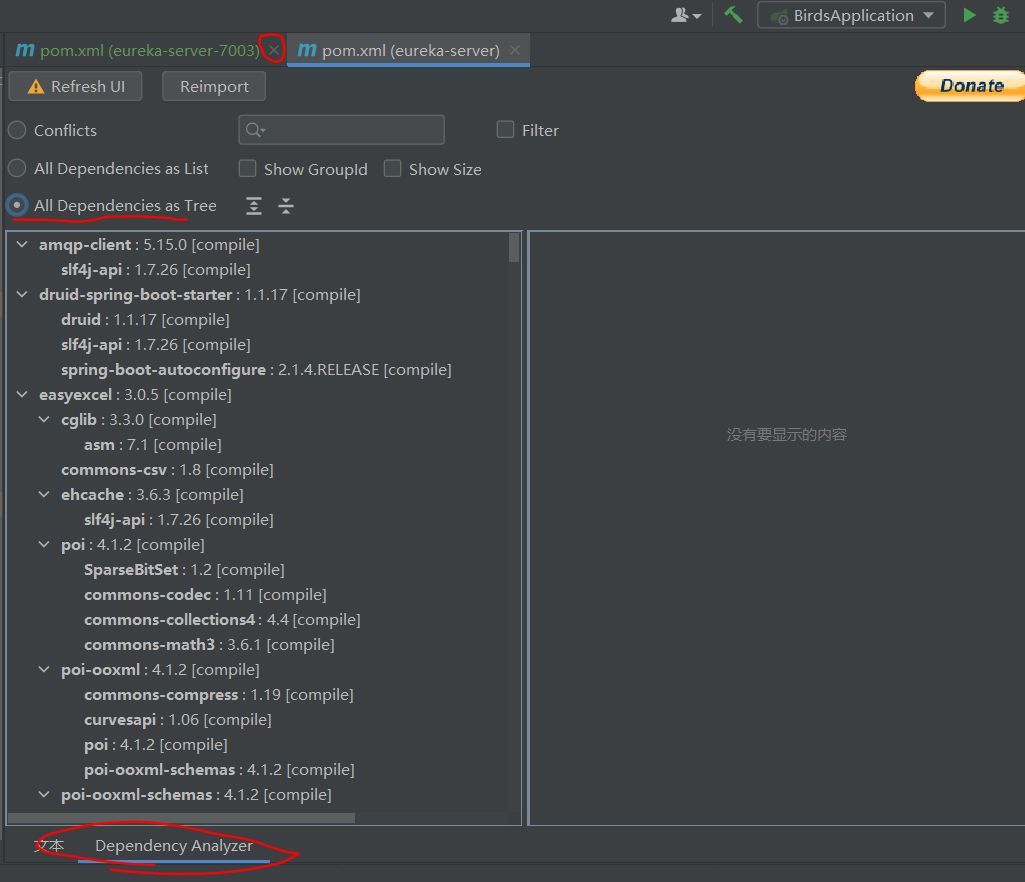 BirdsApplication
pom.xml (eureka-server-7003) pom.xml (eureka-server)
Refresh UI Reimport Donate
Conflicts Filter
All Dependencies as List Show GroupId Show Size
All Dependencies as Tree
amqp-client : 5.15.0 [compile]
slf4j-api : 1.7.26 [compile]
druid-spring-boot-starter : 1.1.17 [compile]
druid : 1.1.17 [compile]
slf4j-api : 1.7.26 [compile]
spring-boot-autoconfigure : 2.1.4.RELEASE [compile]
easyexcel : 3.0.5 [compile]
cglib : 3.3.0 [compile]
asm : 7.1 [compile]
commons-csv : 1.8 [compile]
ehcache : 3.6.3 [compile]
slf4j-api : 1.7.26 [compile]
poi : 4.1.2 [compile]
SparseBitSet : 1.2 [compile]
commons-codec : 1.11 [compile]
commons-collections4 : 4.4 [compile]
commons-math3 : 3.6.1 [compile]
poi-ooxml : 4.1.2 [compile]
commons-compress : 1.19 [compile]
curvesapi : 1.06 [compile]
poi : 4.1.2 [compile]
poi-ooxml-schemas : 4.1.2 [compile]
poi-ooxml-schemas : 4.1.2 [compile]
没有要显示的内容
文本 Dependency Analyzer